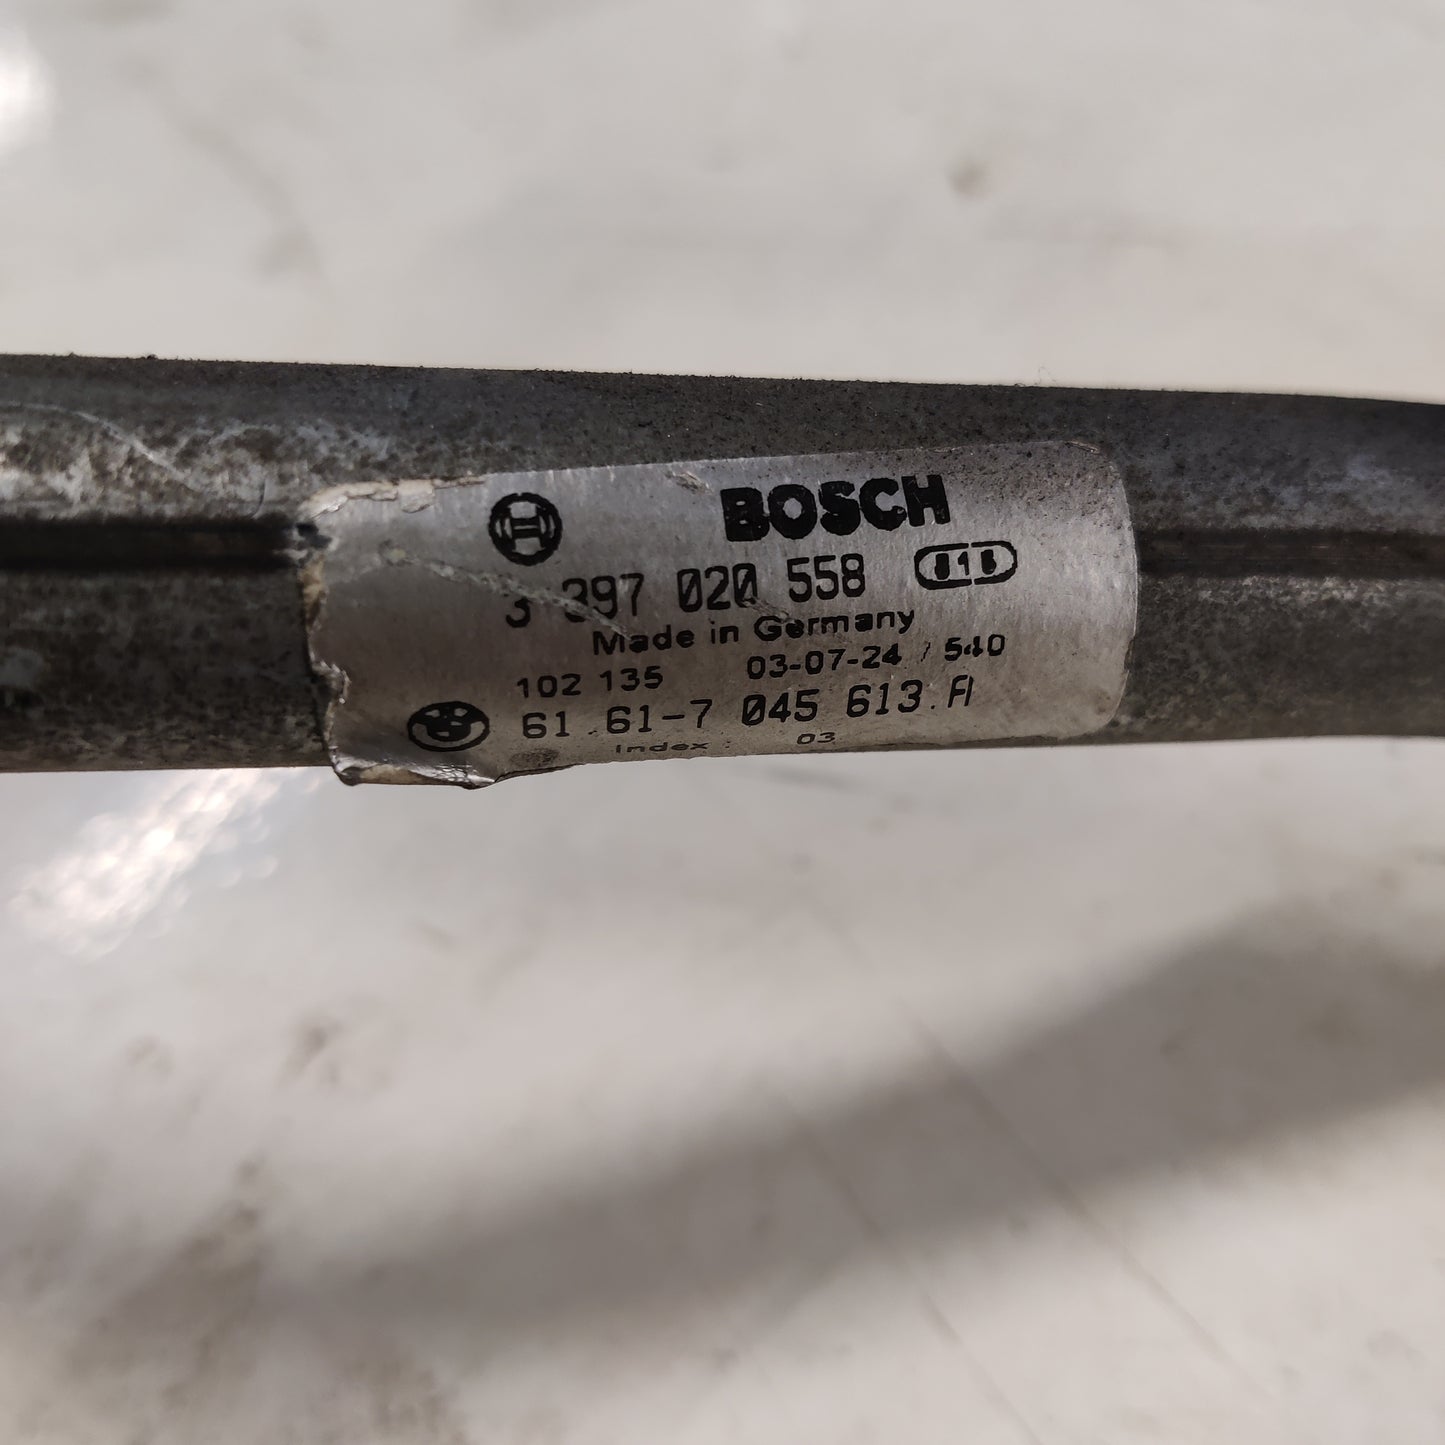 BOSCH
3 397 020 558
Made in Germany
102 135 03-07-24 / 540
61.61-7 045 613.A
Index : 03